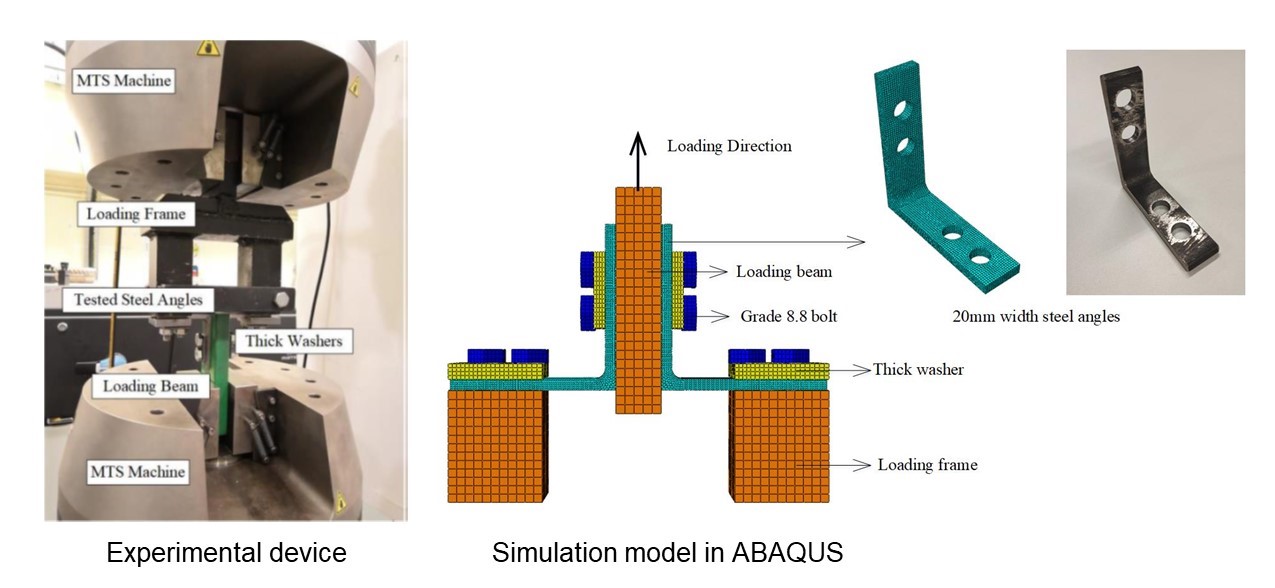 MTS Machine
Loading Frame
Tested Steel Angles
Thick Washers
Loading Beam
MTS Machine
Experimental device
Loading Direction
Loading beam
Grade 8.8 bolt
Thick washer
Loading frame
20mm width steel angles
Simulation model in ABAQUS